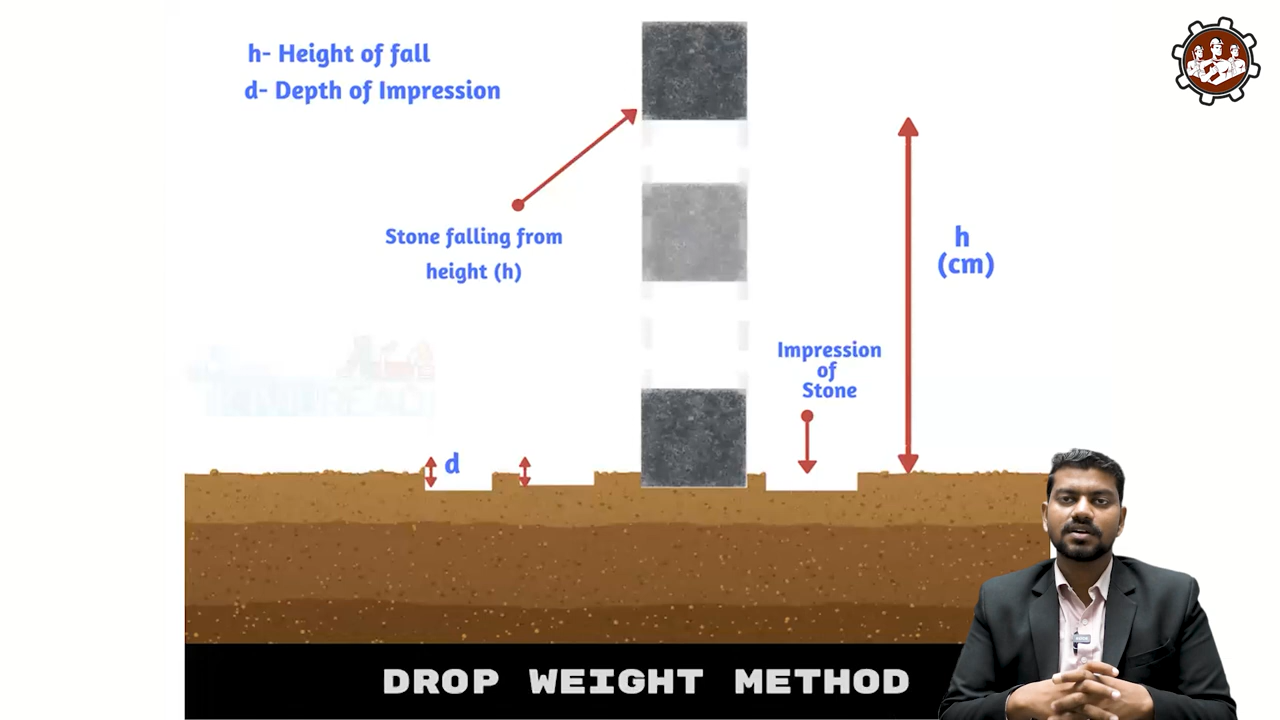 h- Height of fall
d- Depth of Impression
Stone falling from
height (h)
h
(cm)
Impression
of
Stone
d
DROP WEIGHT METHOD